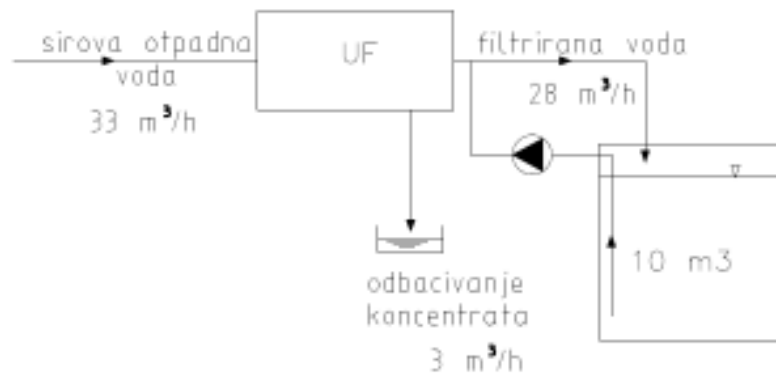 sirova otpadna
voda
33 m³/h
UF
filtrirana voda
28 m³/h
10 m3
odbacivanje
koncentrata
3 m³/h